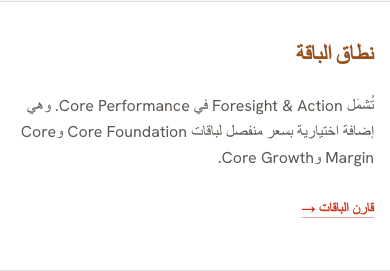 نطاق الباقة
تُشمَل Foresight & Action في Core Performance. وهي
إضافة اختيارية بسعر منفصل لباقات Core Foundation وCore
Margin وCore Growth.
قارن الباقات →